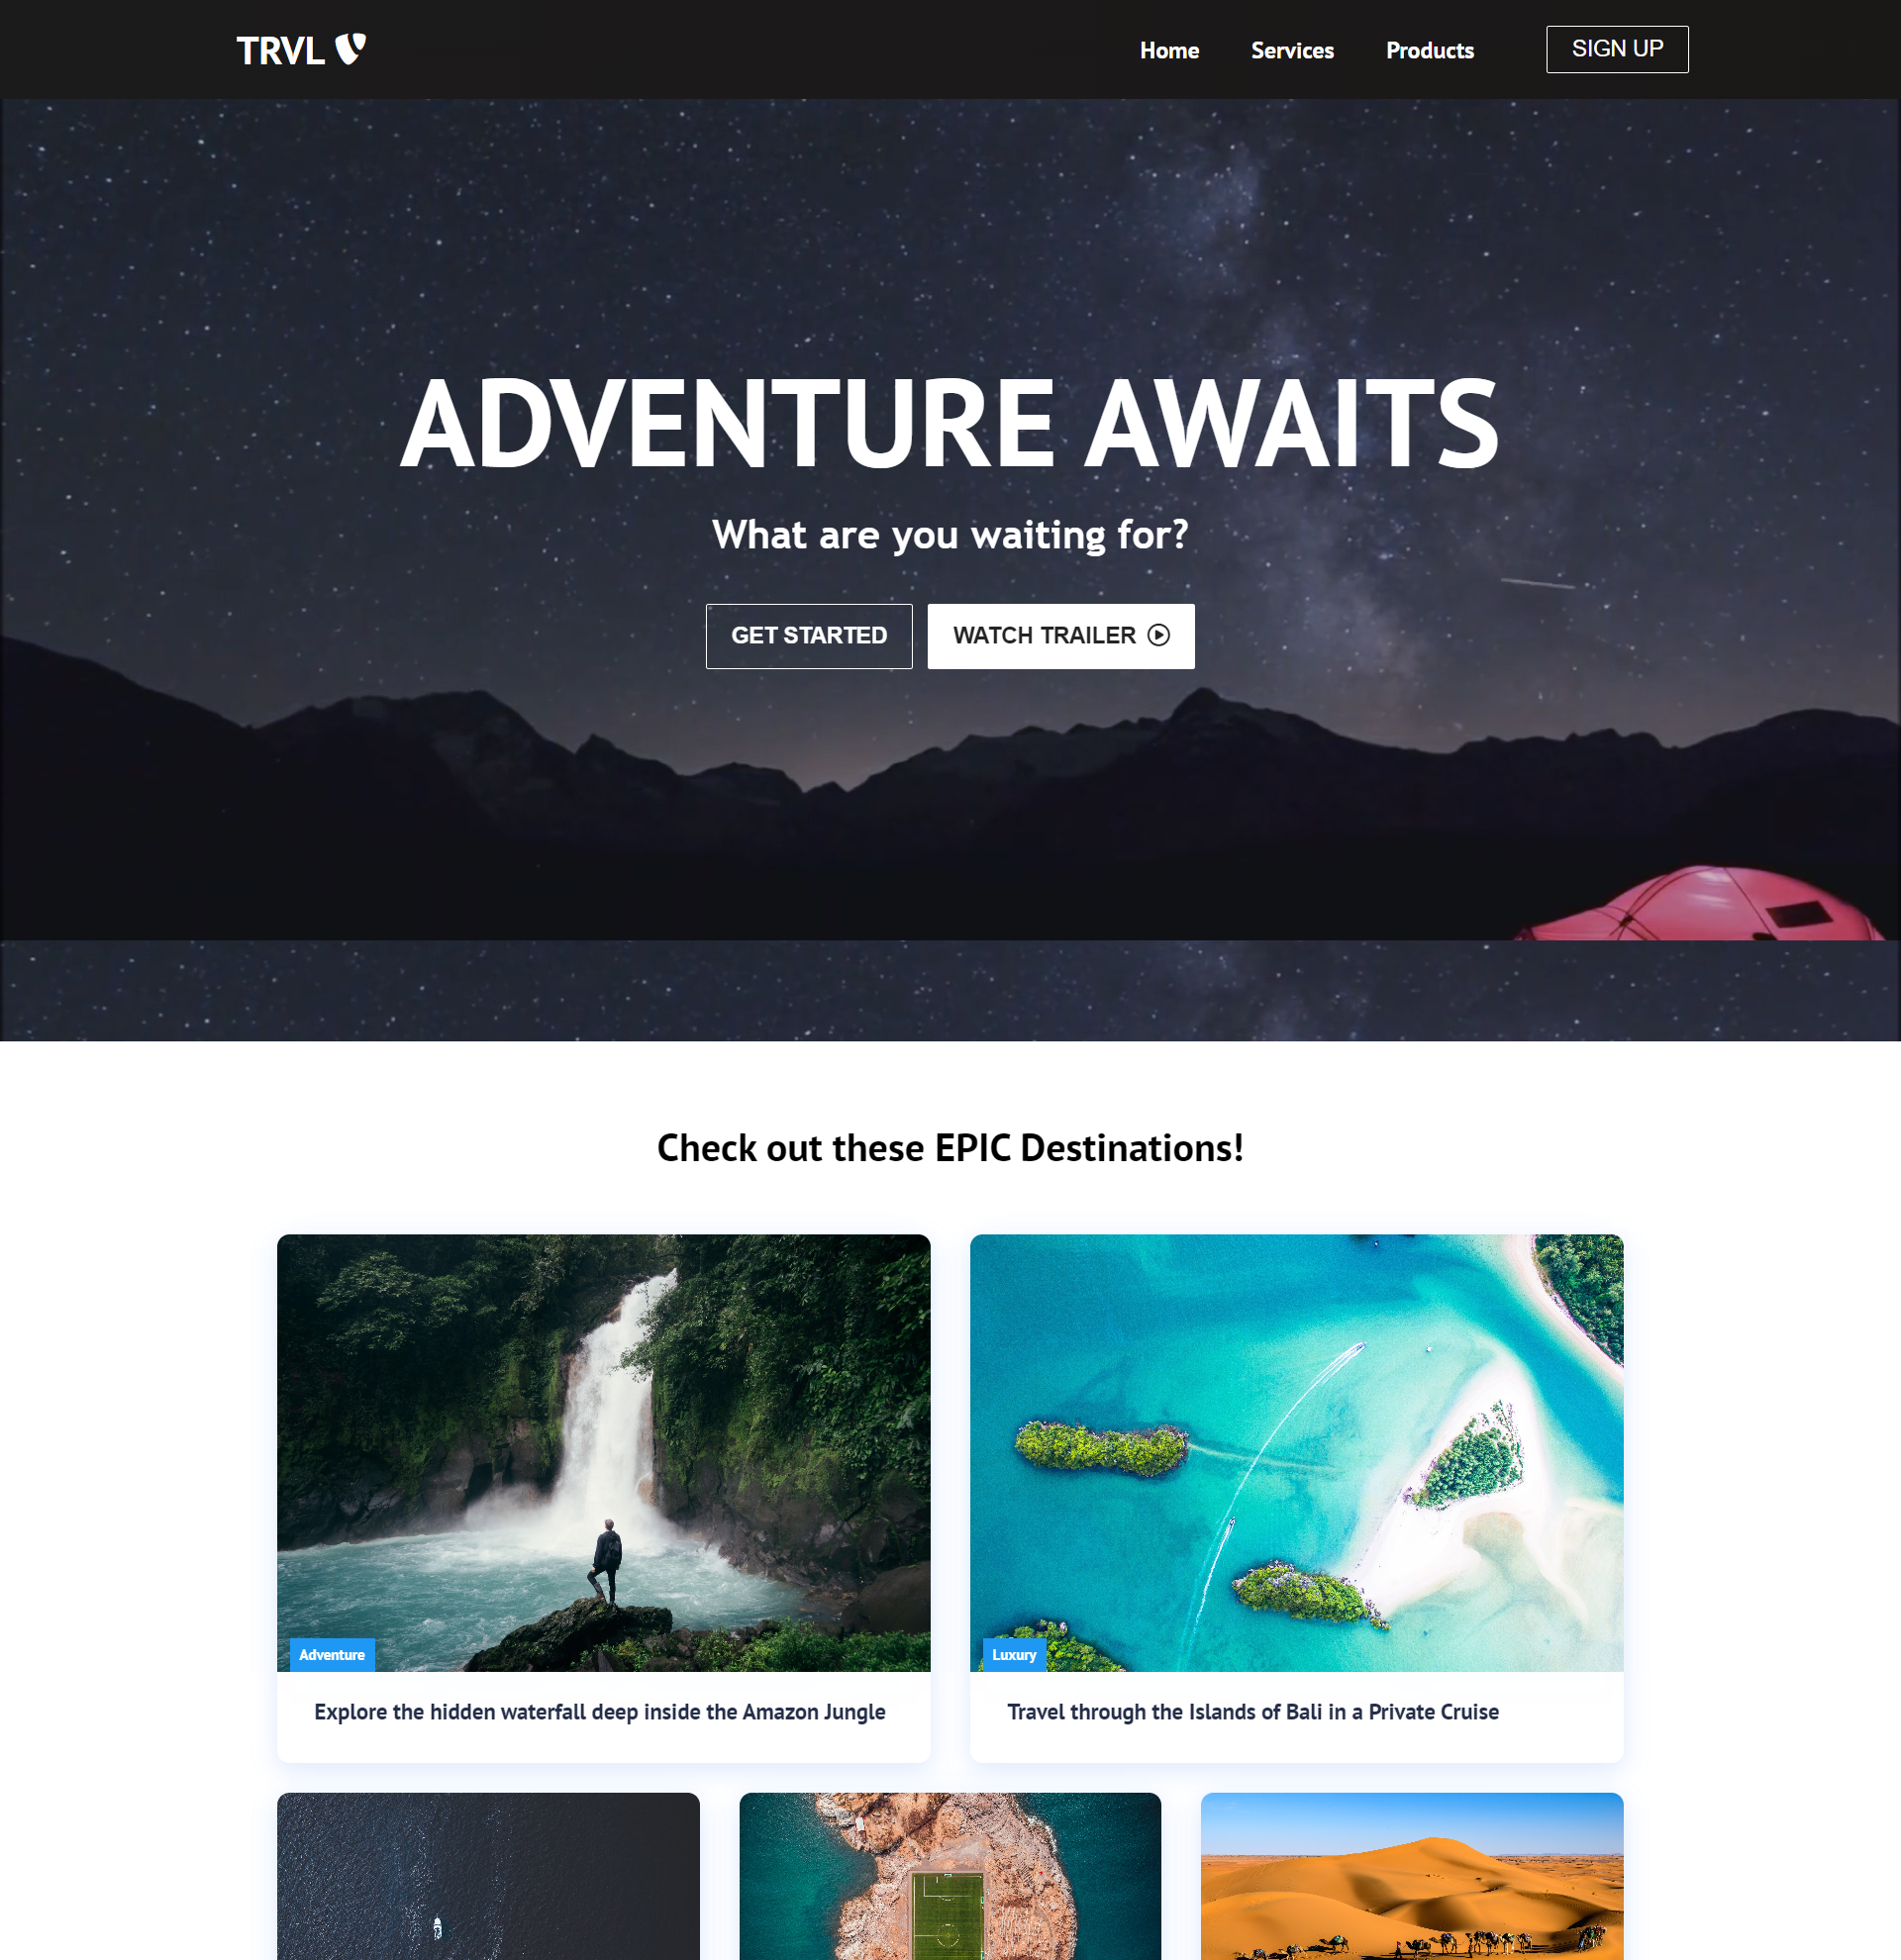 TRVL
Home Services Products SIGN UP
ADVENTURE AWAITS
What are you waiting for?
GET STARTED WATCH TRAILER
Check out these EPIC Destinations!
Adventure
Luxury
Explore the hidden waterfall deep inside the Amazon Jungle
Travel through the Islands of Bali in a Private Cruise